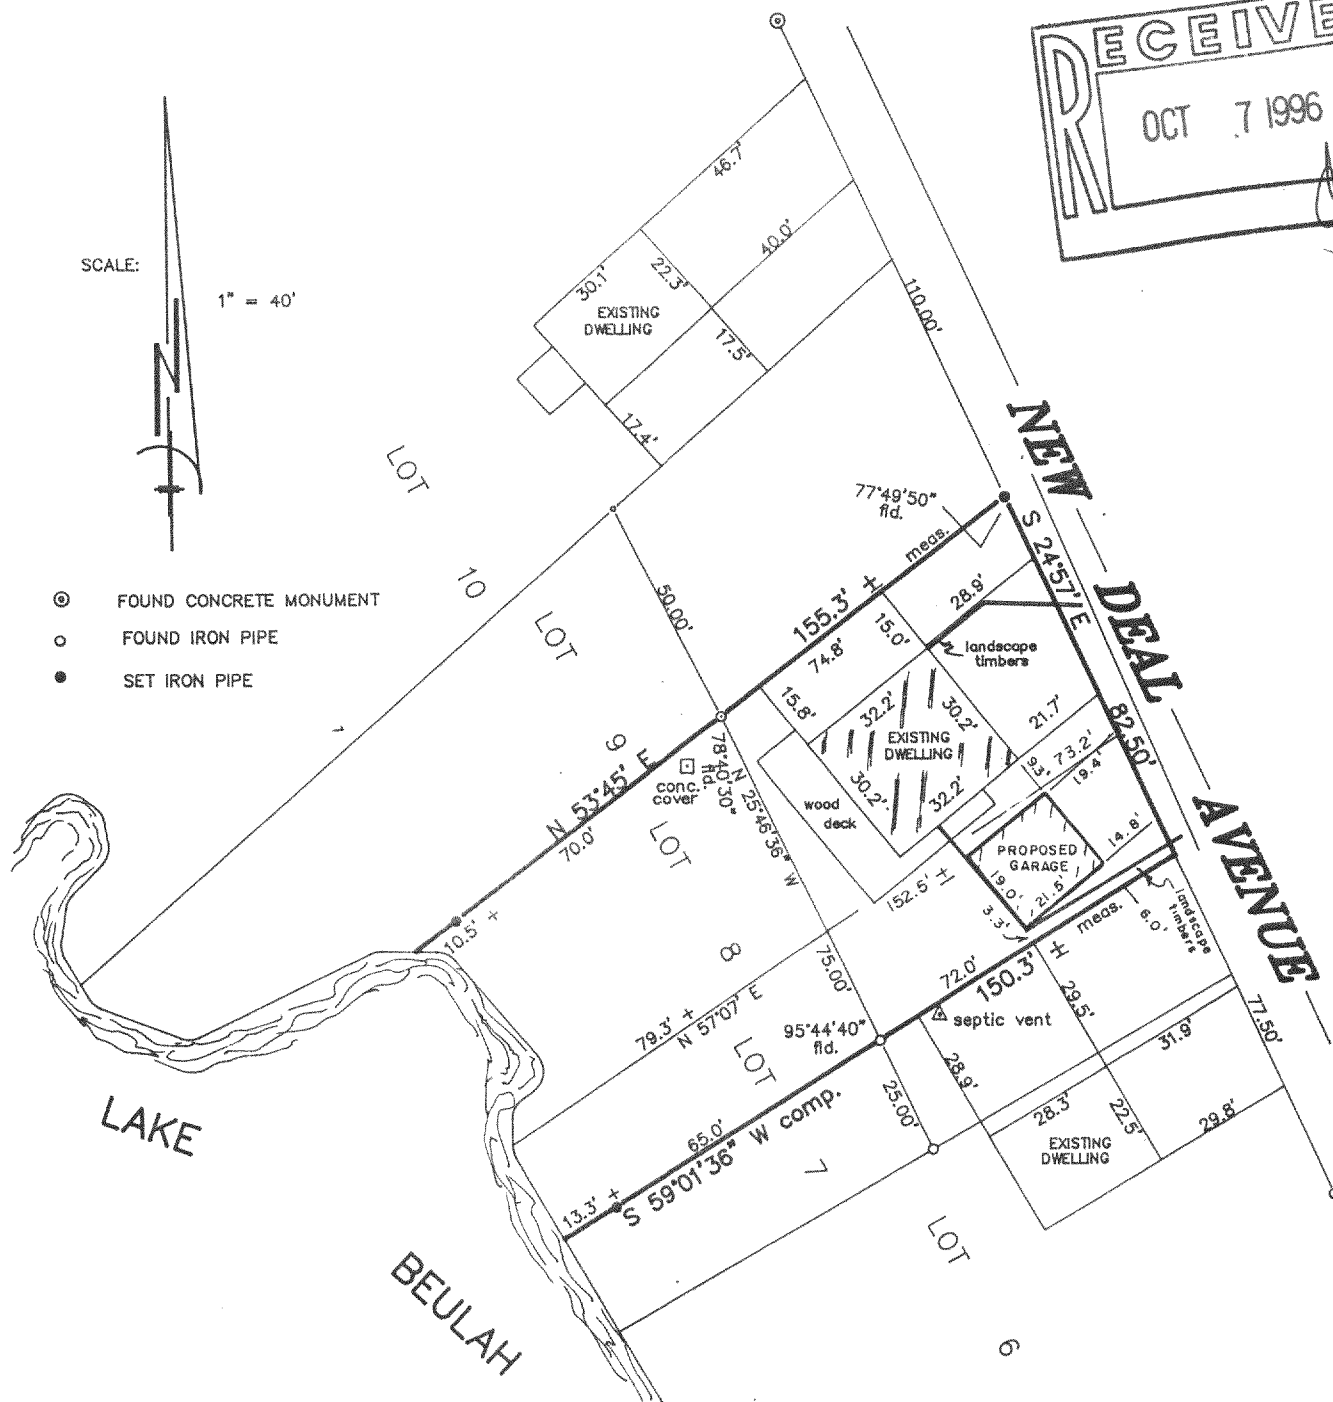 RECEIVE
OCT 7 1996
SCALE:
1" = 40'
N
FOUND CONCRETE MONUMENT
FOUND IRON PIPE
SET IRON PIPE
46.7'
40.0'
30.1'
22.3'
EXISTING
DWELLING
17.5'
17.4'
110.00'
LOT
10
LOT
9
50.00'
77°49'50"
fld.
meas.
155.3' ±
S 24°57' E
82.50'
NEW DEAL AVENUE
28.9'
15.0'
74.8'
landscape
timbers
15.8'
32.2'
30.2'
EXISTING
DWELLING
30.2'
32.2'
21.7'
73.2'
9.3'
19.4'
wood
deck
N 53°45' E
70.0'
conc.
cover
78°40'30"
fld.
N 25°46'36" W
PROPOSED
GARAGE
19.0'
21.5'
14.8'
3.3'
152.5' ±
meas.
6.0'
landscape
timbers
LOT
8
10.5' ±
75.00'
72.0'
150.3' ±
79.3' ±
N 57°07' E
95°44'40"
fld.
septic vent
29.5'
77.50'
31.9'
28.9'
25.00'
28.3'
22.5'
29.8'
EXISTING
DWELLING
LOT
7
65.0'
S 59°01'36" W comp.
13.3' ±
LOT
6
LAKE
BEULAH